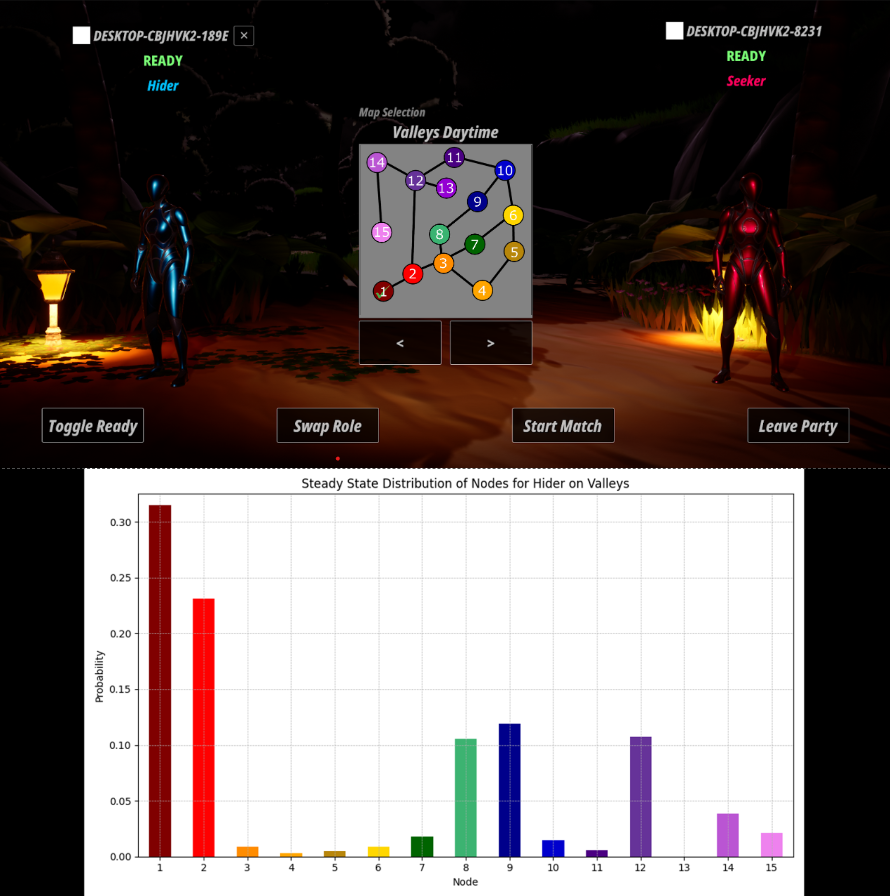 DESKTOP-CBJHVK2-189E ×
READY
Hider
DESKTOP-CBJHVK2-8231
READY
Seeker
Map Selection
Valleys Daytime
14
11
10
12
13
9
6
15
8
7
5
3
2
1
4
<
>
Toggle Ready
Swap Role
Start Match
Leave Party
Steady State Distribution of Nodes for Hider on Valleys
Probability
0.30
0.25
0.20
0.15
0.10
0.05
0.00
1 2 3 4 5 6 7 8 9 10 11 12 13 14 15
Node